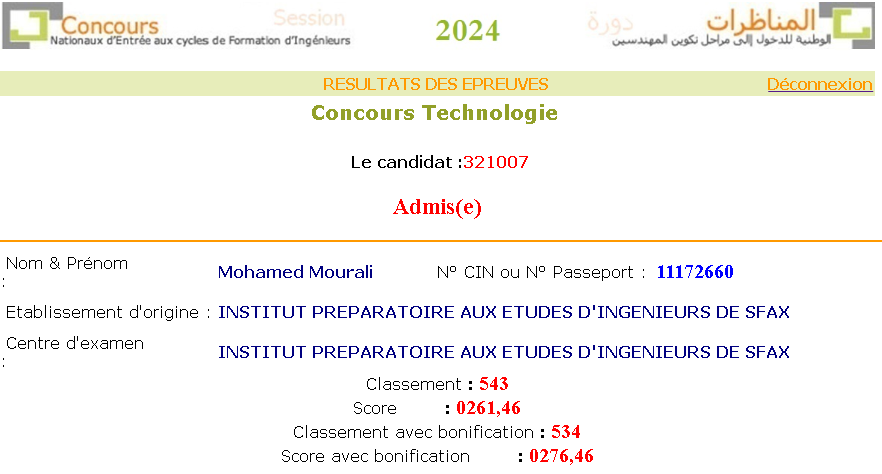 Concours Session 2024 دورة المناظرات
Nationaux d'Entrée aux cycles de Formation d'Ingénieurs الوطنية للدخول إلى مراحل تكوين المهندسين
RESULTATS DES EPREUVES Déconnexion
Concours Technologie
Le candidat :321007
Admis(e)
Nom & Prénom : Mohamed Mourali N° CIN ou N° Passeport : 11172660
Etablissement d'origine : INSTITUT PREPARATOIRE AUX ETUDES D'INGENIEURS DE SFAX
Centre d'examen : INSTITUT PREPARATOIRE AUX ETUDES D'INGENIEURS DE SFAX
Classement : 543
Score : 0261,46
Classement avec bonification : 534
Score avec bonification : 0276,46